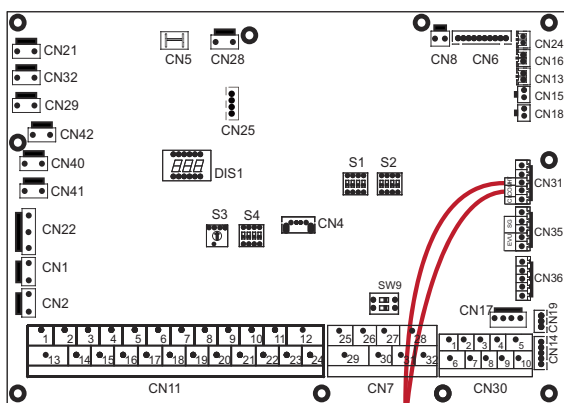 CN21
CN32
CN29
CN42
CN40
CN41
CN22
CN1
CN2
CN5
CN28
CN25
DIS1
S1 S2
S3 S4
CN4
SW9
CN8 CN6
CN24
CN16
CN13
CN15
CN18
CN31
EVU SG
CN35
CN36
CN17
CN19
CN14
1 2 3 4 5 6 7 8 9 10 11 12
13 14 15 16 17 18 19 20 21 22 23 24
CN11
25 26 27 28
29 30 31 32
CN7
1 2 3 4 5
6 7 8 9 10
CN30